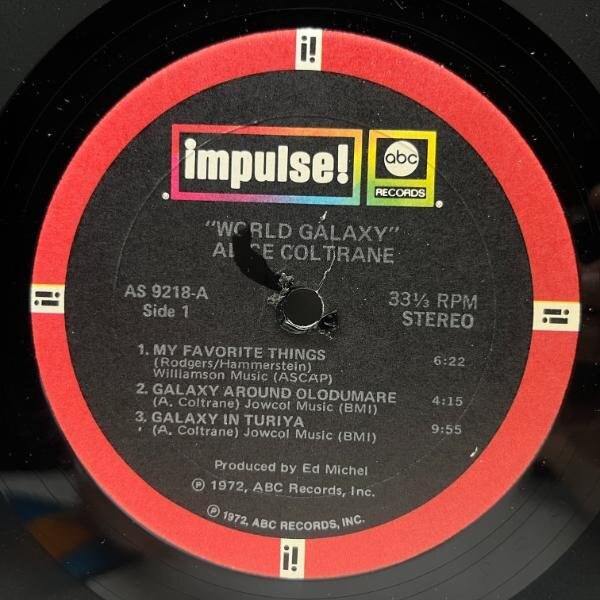 i!
impulse!
abc
RECORDS
"WORLD GALAXY"
ALICE COLTRANE
AS 9218-A
Side 1
33⅓ RPM
STEREO
1. MY FAVORITE THINGS 6:22
(Rodgers/Hammerstein)
Williamson Music (ASCAP)
2. GALAXY AROUND OLODUMARE 4:15
(A. Coltrane) Jowcol Music (BMI)
3. GALAXY IN TURIYA 9:55
(A. Coltrane) Jowcol Music (BMI)
Produced by Ed Michel
℗ 1972, ABC Records, Inc.
℗ 1972, ABC RECORDS, INC.
i!
i!
i!